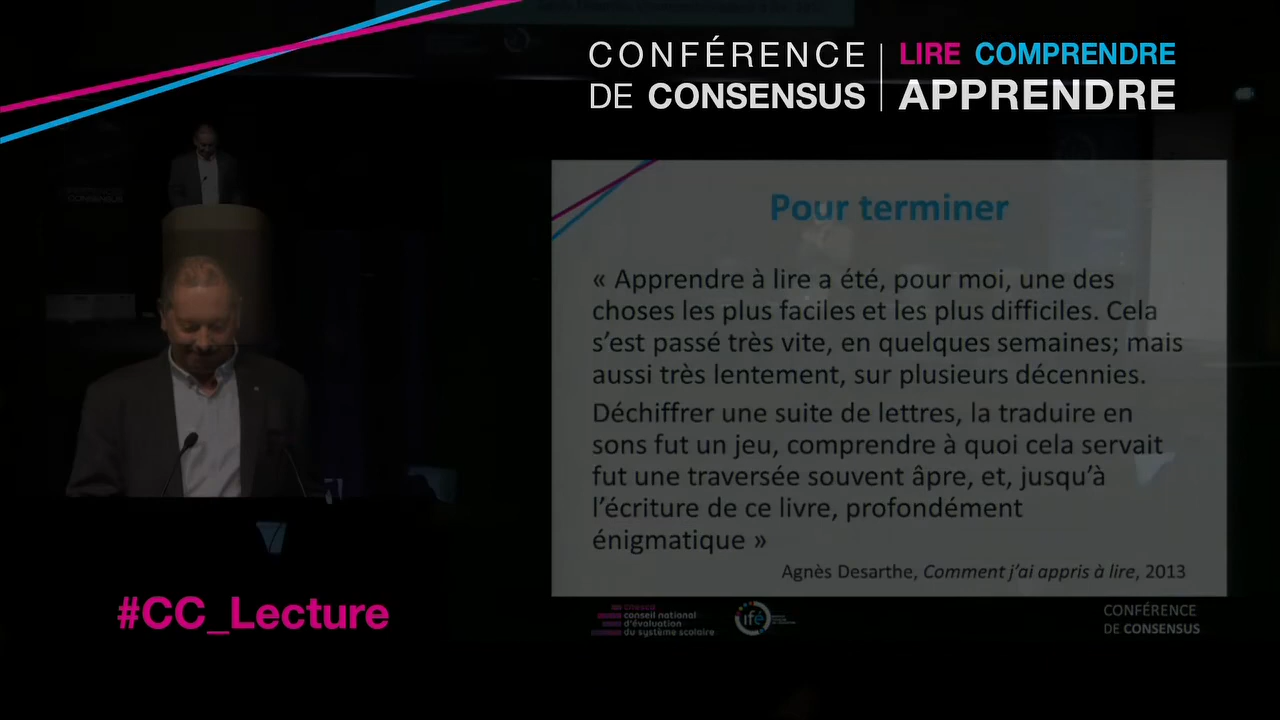 CONFÉRENCE
DE CONSENSUS
LIRE COMPRENDRE
APPRENDRE
Pour terminer
« Apprendre à lire a été, pour moi, une des
choses les plus faciles et les plus difficiles. Cela
s’est passé très vite, en quelques semaines; mais
aussi très lentement, sur plusieurs décennies.
Déchiffrer une suite de lettres, la traduire en
sons fut un jeu, comprendre à quoi cela servait
fut une traversée souvent âpre, et, jusqu’à
l’écriture de ce livre, profondément
énigmatique »
Agnès Desarthe, Comment j’ai appris à lire, 2013
#CC_Lecture
conseil national
d'évaluation
du système scolaire
ifé
CONFÉRENCE
DE CONSENSUS